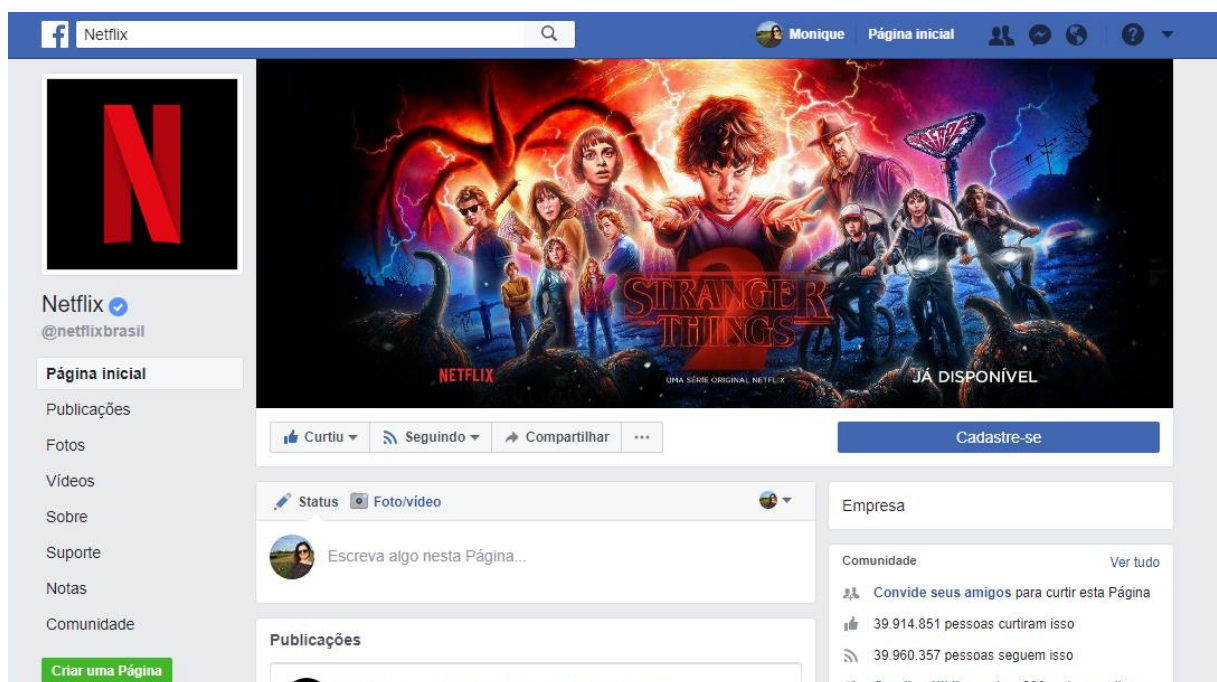 Netflix
Monique
Página inicial
Netflix
@netflixbrasil
Página inicial
Publicações
Fotos
Vídeos
Sobre
Suporte
Notas
Comunidade
Criar uma Página
STRANGER
THINGS
2
NETFLIX
UMA SÉRIE ORIGINAL NETFLIX
JÁ DISPONÍVEL
Curtiu
Seguindo
Compartilhar
Cadastre-se
Status
Foto/vídeo
Escreva algo nesta Página...
Publicações
Empresa
Comunidade
Ver tudo
Convide seus amigos para curtir esta Página
39.914.851 pessoas curtiram isso
39.960.357 pessoas seguem isso